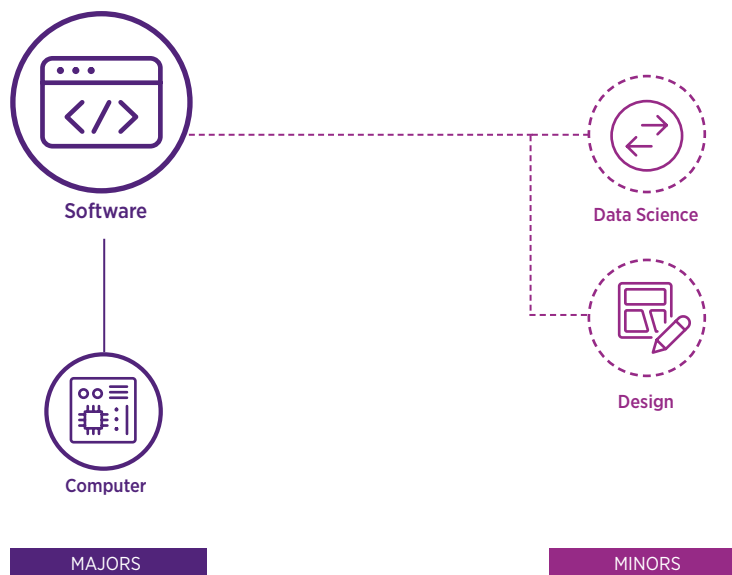 Software
Data Science
Design
Computer
MAJORS
MINORS